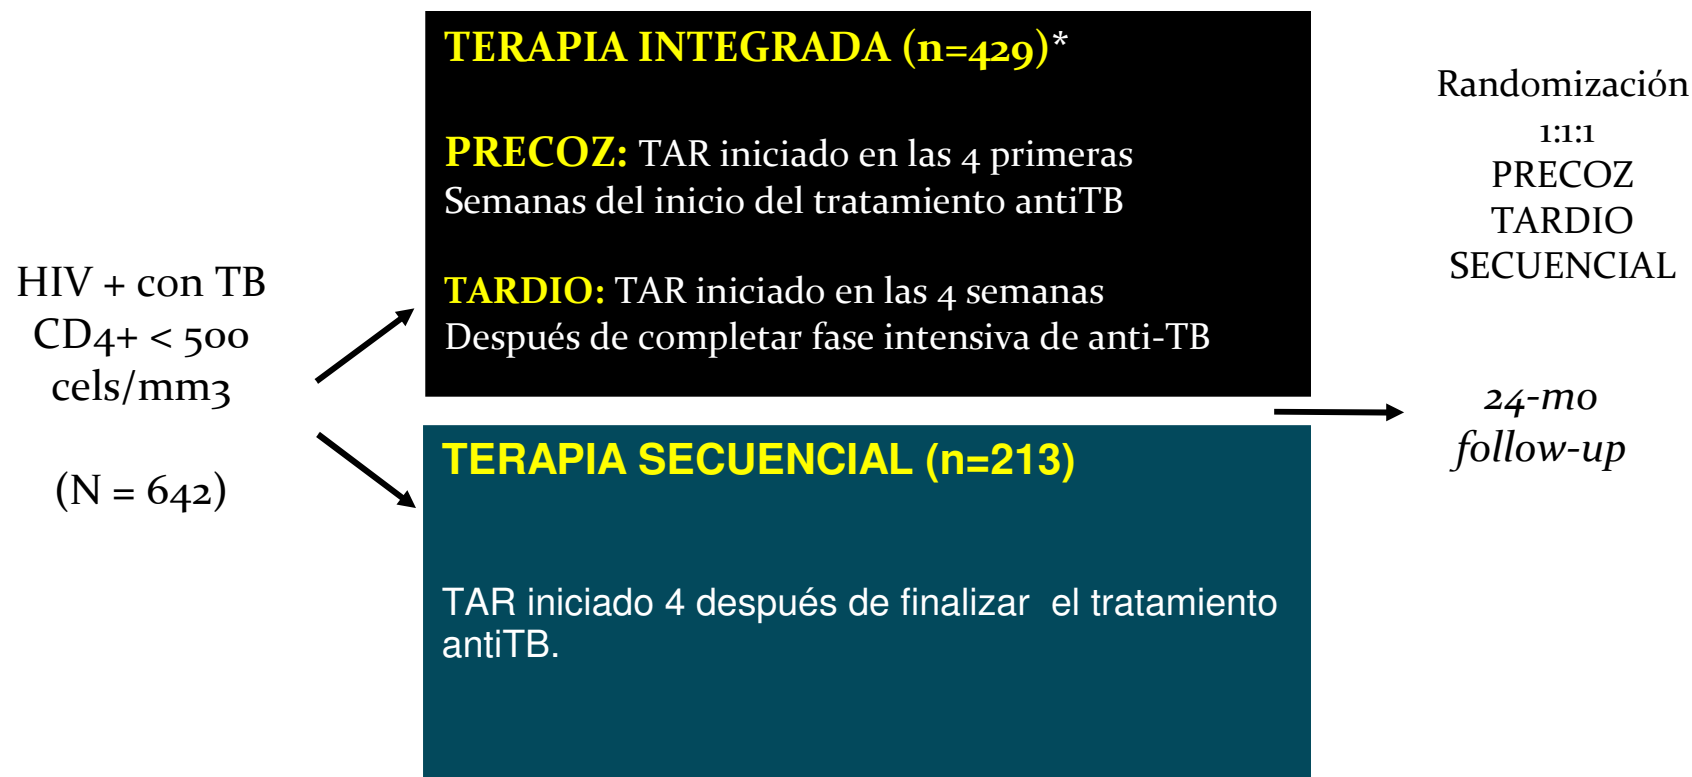 HIV + con TB
CD4+ < 500
cels/mm3
(N = 642)
TERAPIA INTEGRADA (n=429)*
PRECOZ: TAR iniciado en las 4 primeras
Semanas del inicio del tratamiento antiTB
TARDIO: TAR iniciado en las 4 semanas
Después de completar fase intensiva de anti-TB
TERAPIA SECUENCIAL (n=213)
TAR iniciado 4 después de finalizar el tratamiento
antiTB.
Randomización
1:1:1
PRECOZ
TARDIO
SECUENCIAL
24-mo
follow-up